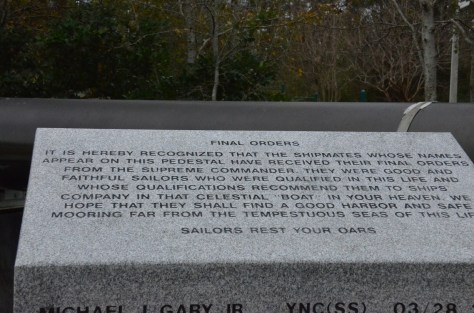 FINAL ORDERS
IT IS HEREBY RECOGNIZED THAT THE SHIPMATES WHOSE NAMES
APPEAR ON THIS PEDESTAL HAVE RECEIVED THEIR FINAL ORDERS
FROM THE SUPREME COMMANDER. THEY WERE GOOD AND
FAITHFUL SAILORS WHO WERE QUALIFIED IN THIS LIFE AND
WHOSE QUALIFICATIONS RECOMMEND THEM TO SHIPS
COMPANY IN THAT CELESTIAL "BOAT" IN YOUR HEAVEN. WE
HOPE THAT THEY SHALL FIND A GOOD HARBOR AND SAFE
MOORING FAR FROM THE TEMPESTUOUS SEAS OF THIS
SAILORS REST YOUR OARS
MICHAEL J GARY JR YNC(SS) 03/28